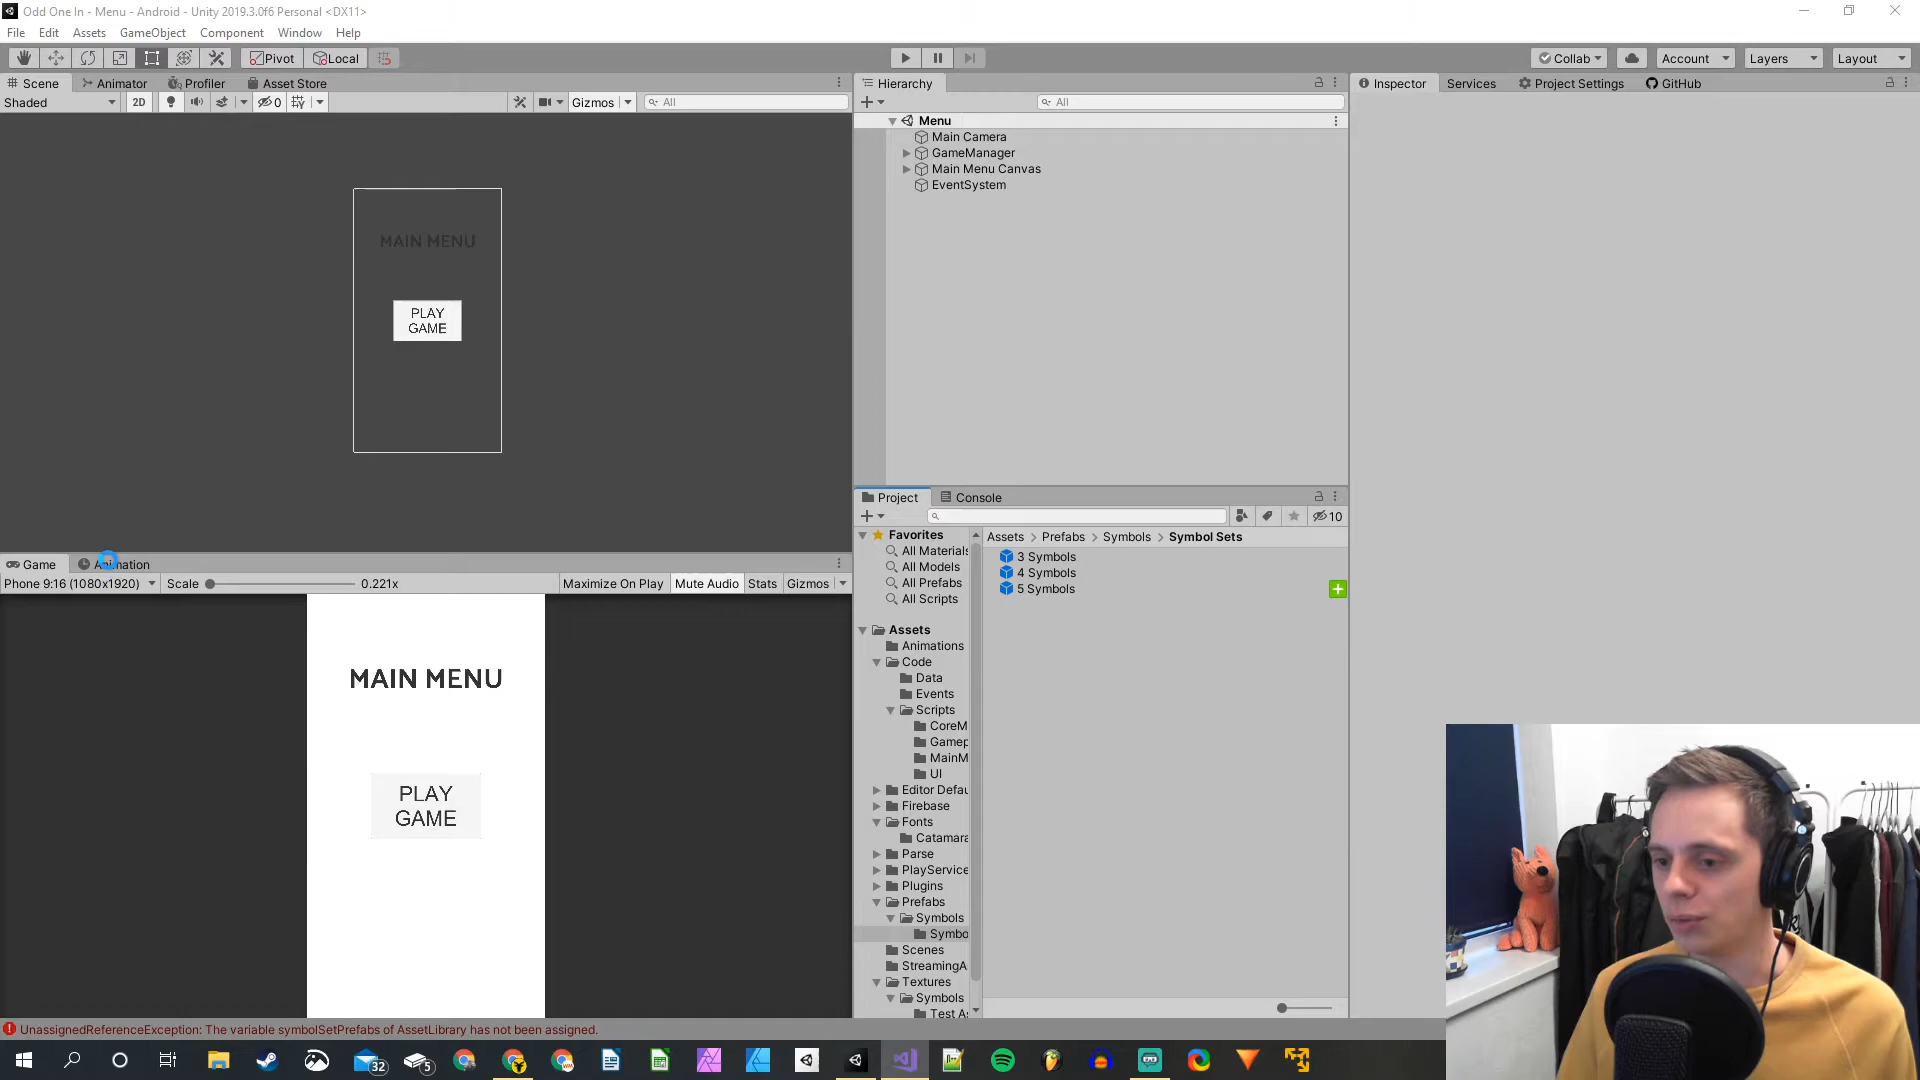 Odd One In - Menu - Android - Unity 2019.3.0f6 Personal <DX11>
File Edit Assets GameObject Component Window Help
Pivot Local Collab Account Layers Layout
Scene Animator Profiler Asset Store
Shaded 2D 0 Gizmos All
MAIN MENU
PLAY
GAME
Hierarchy
All
Menu
Main Camera
GameManager
Main Menu Canvas
EventSystem
Inspector Services Project Settings GitHub
Game Animation
Phone 9:16 (1080x1920) Scale 0.221x Maximize On Play Mute Audio Stats Gizmos
MAIN MENU
PLAY
GAME
Project Console
10
Favorites
All Materials
All Models
All Prefabs
All Scripts
Assets
Animations
Code
Data
Events
Scripts
CoreM
Gamep
MainM
UI
Editor Defau
Firebase
Fonts
Catamara
Parse
PlayService
Plugins
Prefabs
Symbols
Symbo
Scenes
StreamingA
Textures
Symbols
Test A
Assets > Prefabs > Symbols > Symbol Sets
3 Symbols
4 Symbols
5 Symbols
UnassignedReferenceException: The variable symbolSetPrefabs of AssetLibrary has not been assigned.
32 5